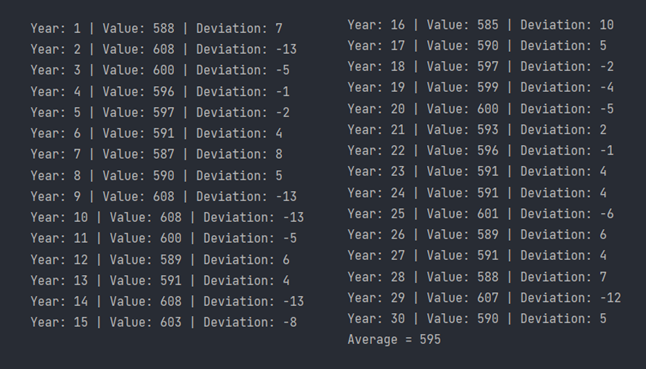 Year: 1 | Value: 588 | Deviation: 7
Year: 2 | Value: 608 | Deviation: -13
Year: 3 | Value: 600 | Deviation: -5
Year: 4 | Value: 596 | Deviation: -1
Year: 5 | Value: 597 | Deviation: -2
Year: 6 | Value: 591 | Deviation: 4
Year: 7 | Value: 587 | Deviation: 8
Year: 8 | Value: 590 | Deviation: 5
Year: 9 | Value: 608 | Deviation: -13
Year: 10 | Value: 608 | Deviation: -13
Year: 11 | Value: 600 | Deviation: -5
Year: 12 | Value: 589 | Deviation: 6
Year: 13 | Value: 591 | Deviation: 4
Year: 14 | Value: 608 | Deviation: -13
Year: 15 | Value: 603 | Deviation: -8
Year: 16 | Value: 585 | Deviation: 10
Year: 17 | Value: 590 | Deviation: 5
Year: 18 | Value: 597 | Deviation: -2
Year: 19 | Value: 599 | Deviation: -4
Year: 20 | Value: 600 | Deviation: -5
Year: 21 | Value: 593 | Deviation: 2
Year: 22 | Value: 596 | Deviation: -1
Year: 23 | Value: 591 | Deviation: 4
Year: 24 | Value: 591 | Deviation: 4
Year: 25 | Value: 601 | Deviation: -6
Year: 26 | Value: 589 | Deviation: 6
Year: 27 | Value: 591 | Deviation: 4
Year: 28 | Value: 588 | Deviation: 7
Year: 29 | Value: 607 | Deviation: -12
Year: 30 | Value: 590 | Deviation: 5
Average = 595